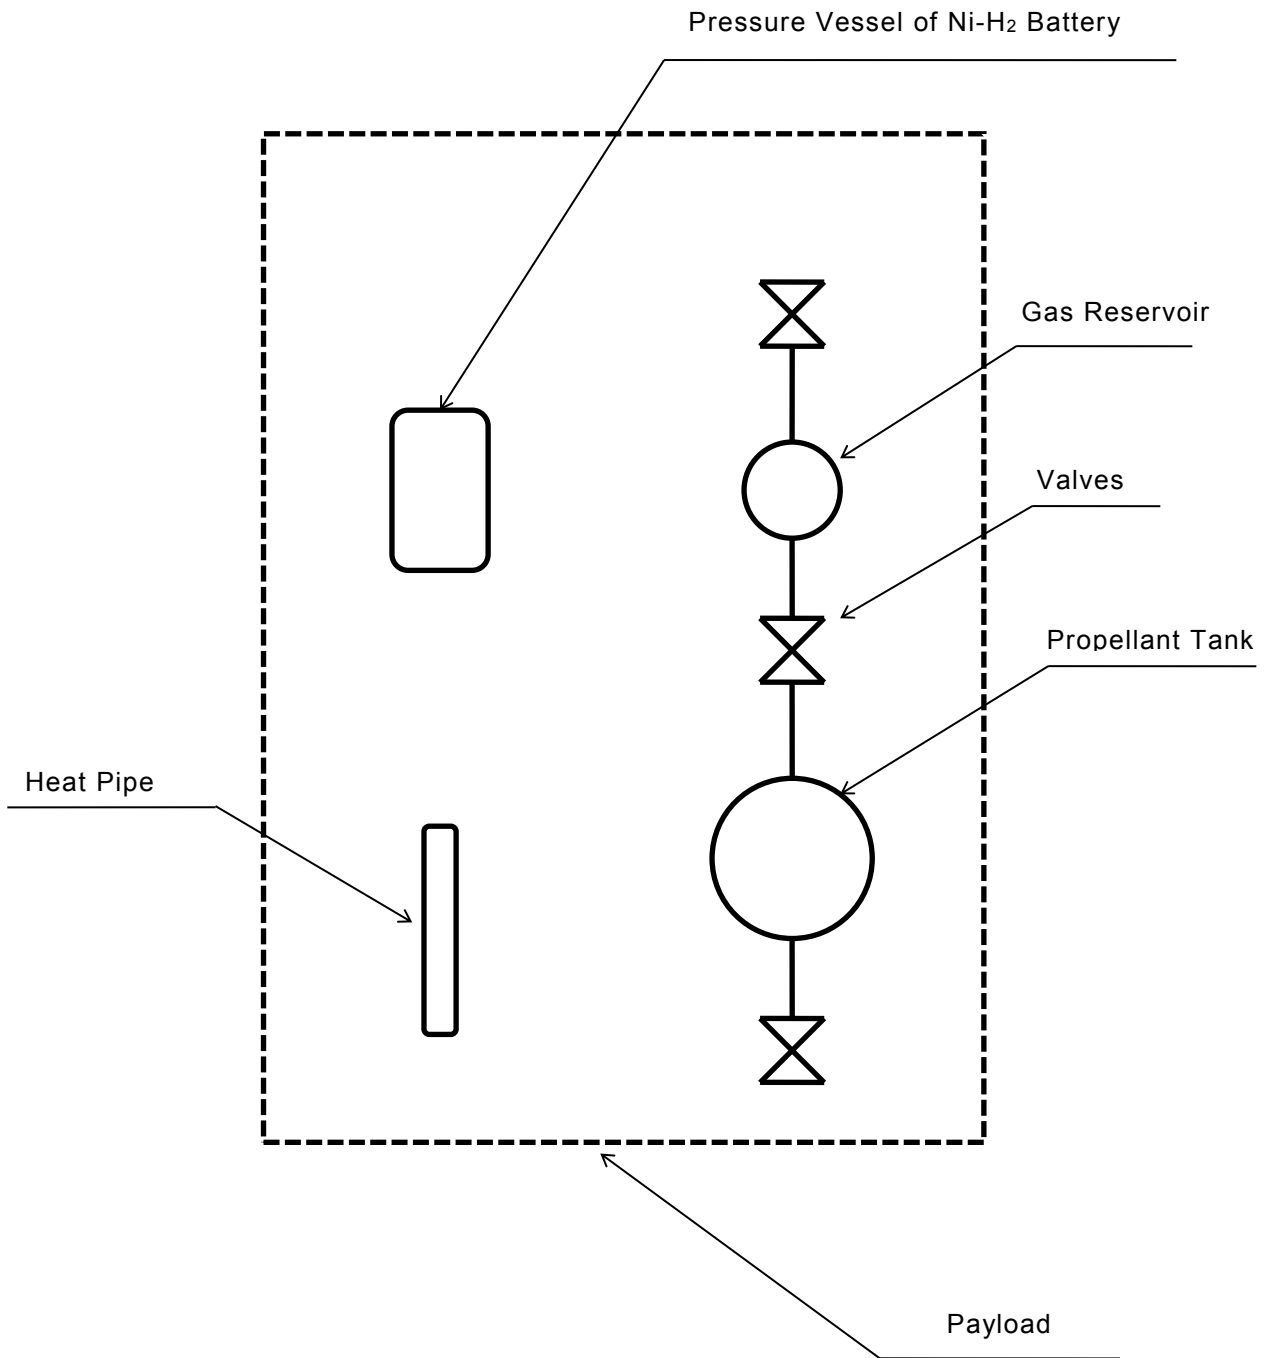 Pressure Vessel of Ni-H₂ Battery
Gas Reservoir
Valves
Propellant Tank
Heat Pipe
Payload